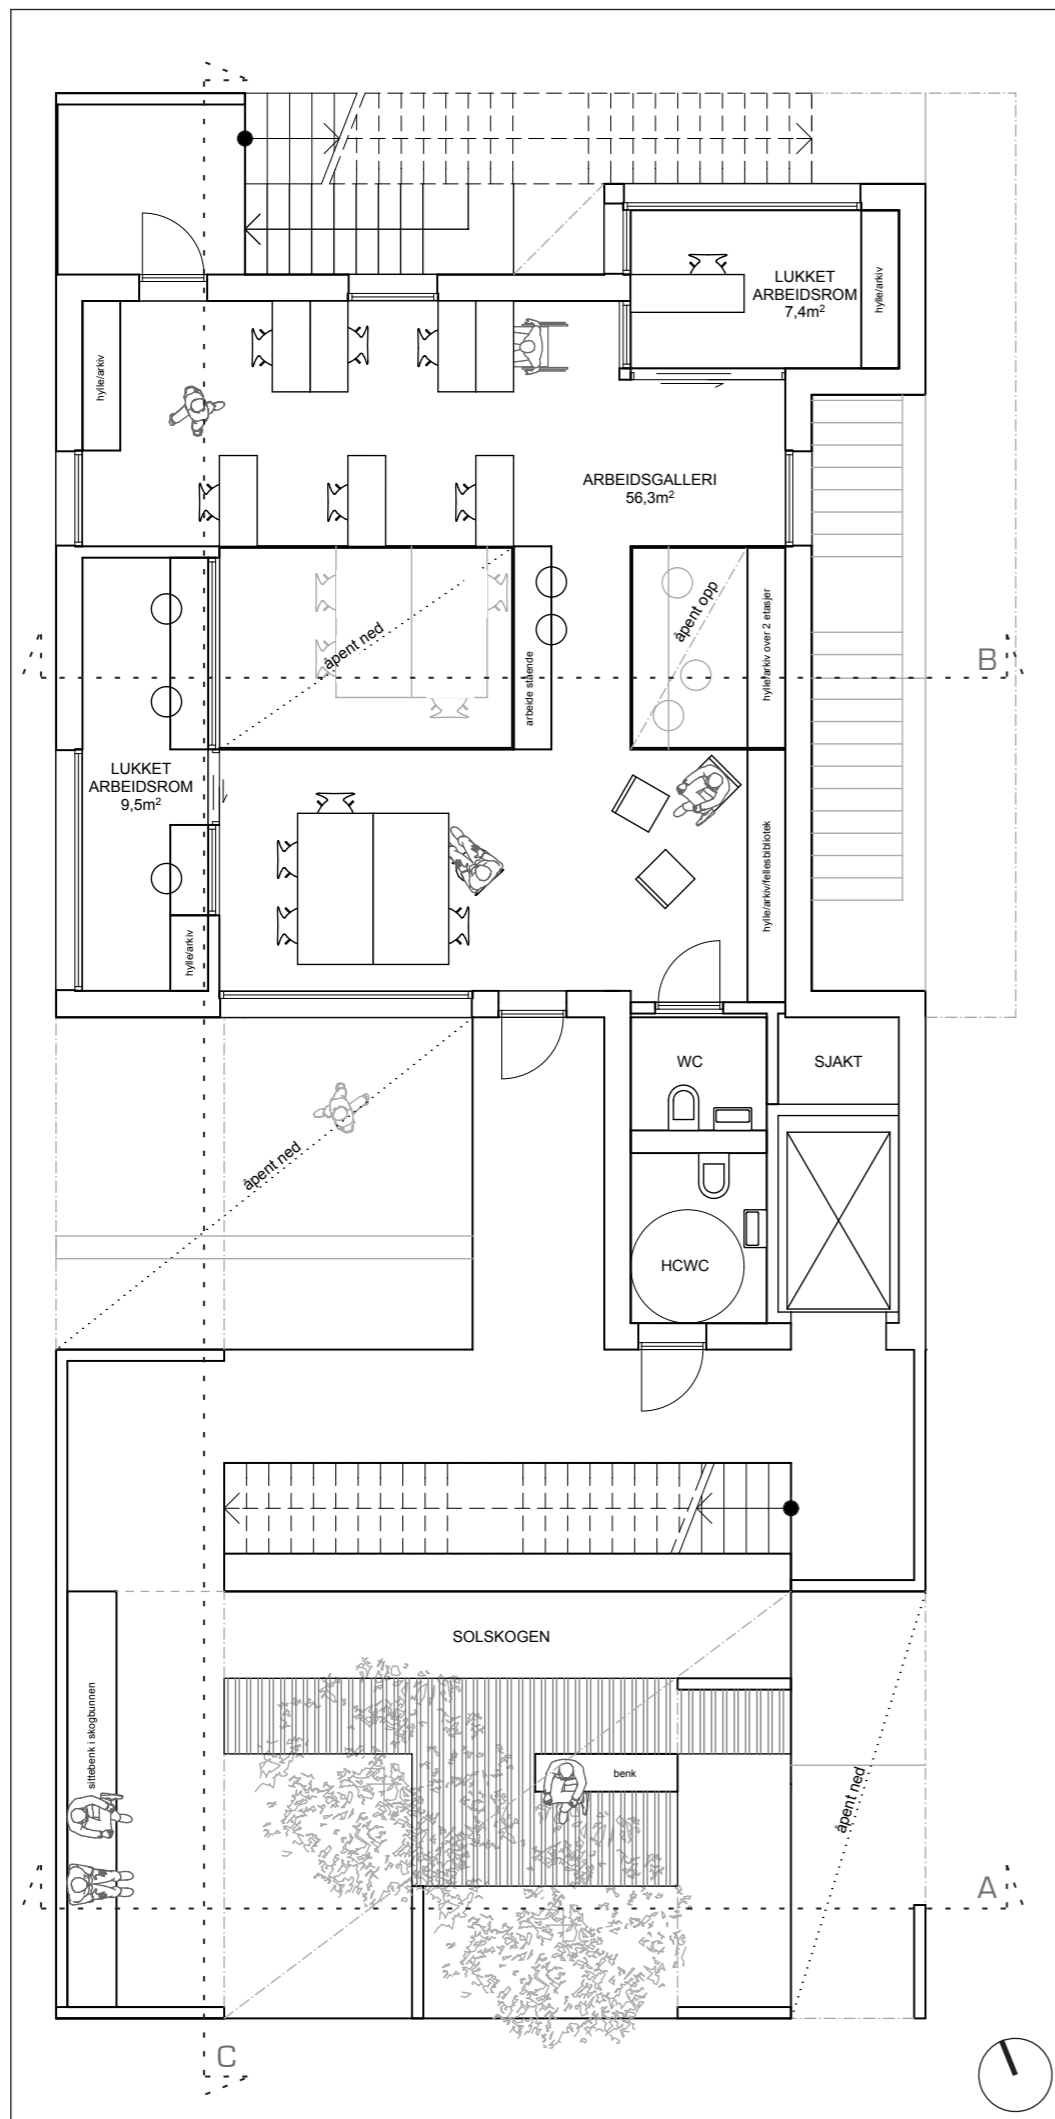 LUKKET
ARBEIDSROM
7,4m²
hylle/arkiv
hylle/arkiv
ARBEIDSGALLERI
56,3m²
åpent ned
arbeide stående
åpent opp
hylle/arkiv over 2 etasjer
B
LUKKET
ARBEIDSROM
9,5m²
hylle/arkiv
hylle/arkiv/fellesbibliotek
WC
SJAKT
åpent ned
HCWC
SOLSKOGEN
sittebenk i skogbunnen
benk
åpent ned
A
C